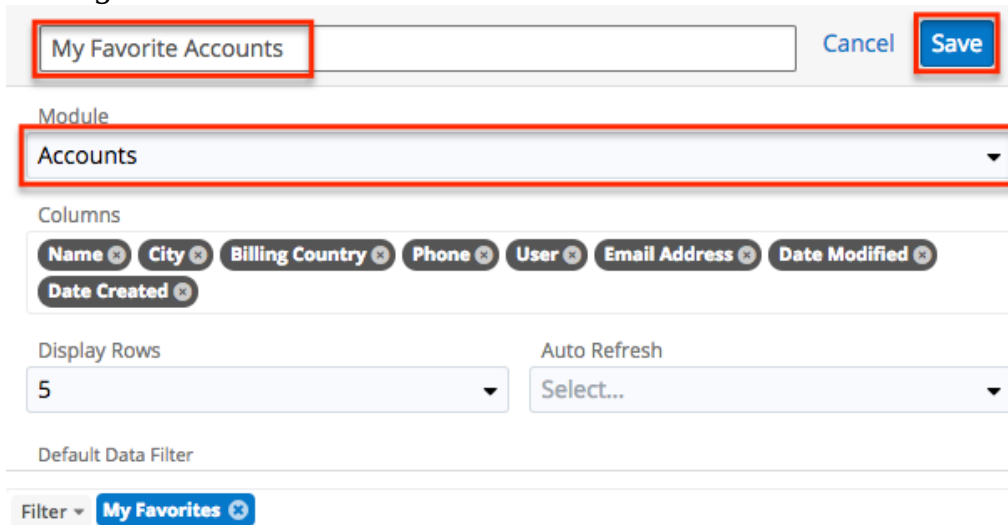 My Favorite Accounts Cancel Save
Module
Accounts
Columns
Name City Billing Country Phone User Email Address Date Modified
Date Created
Display Rows Auto Refresh
5 Select...
Default Data Filter
Filter My Favorites